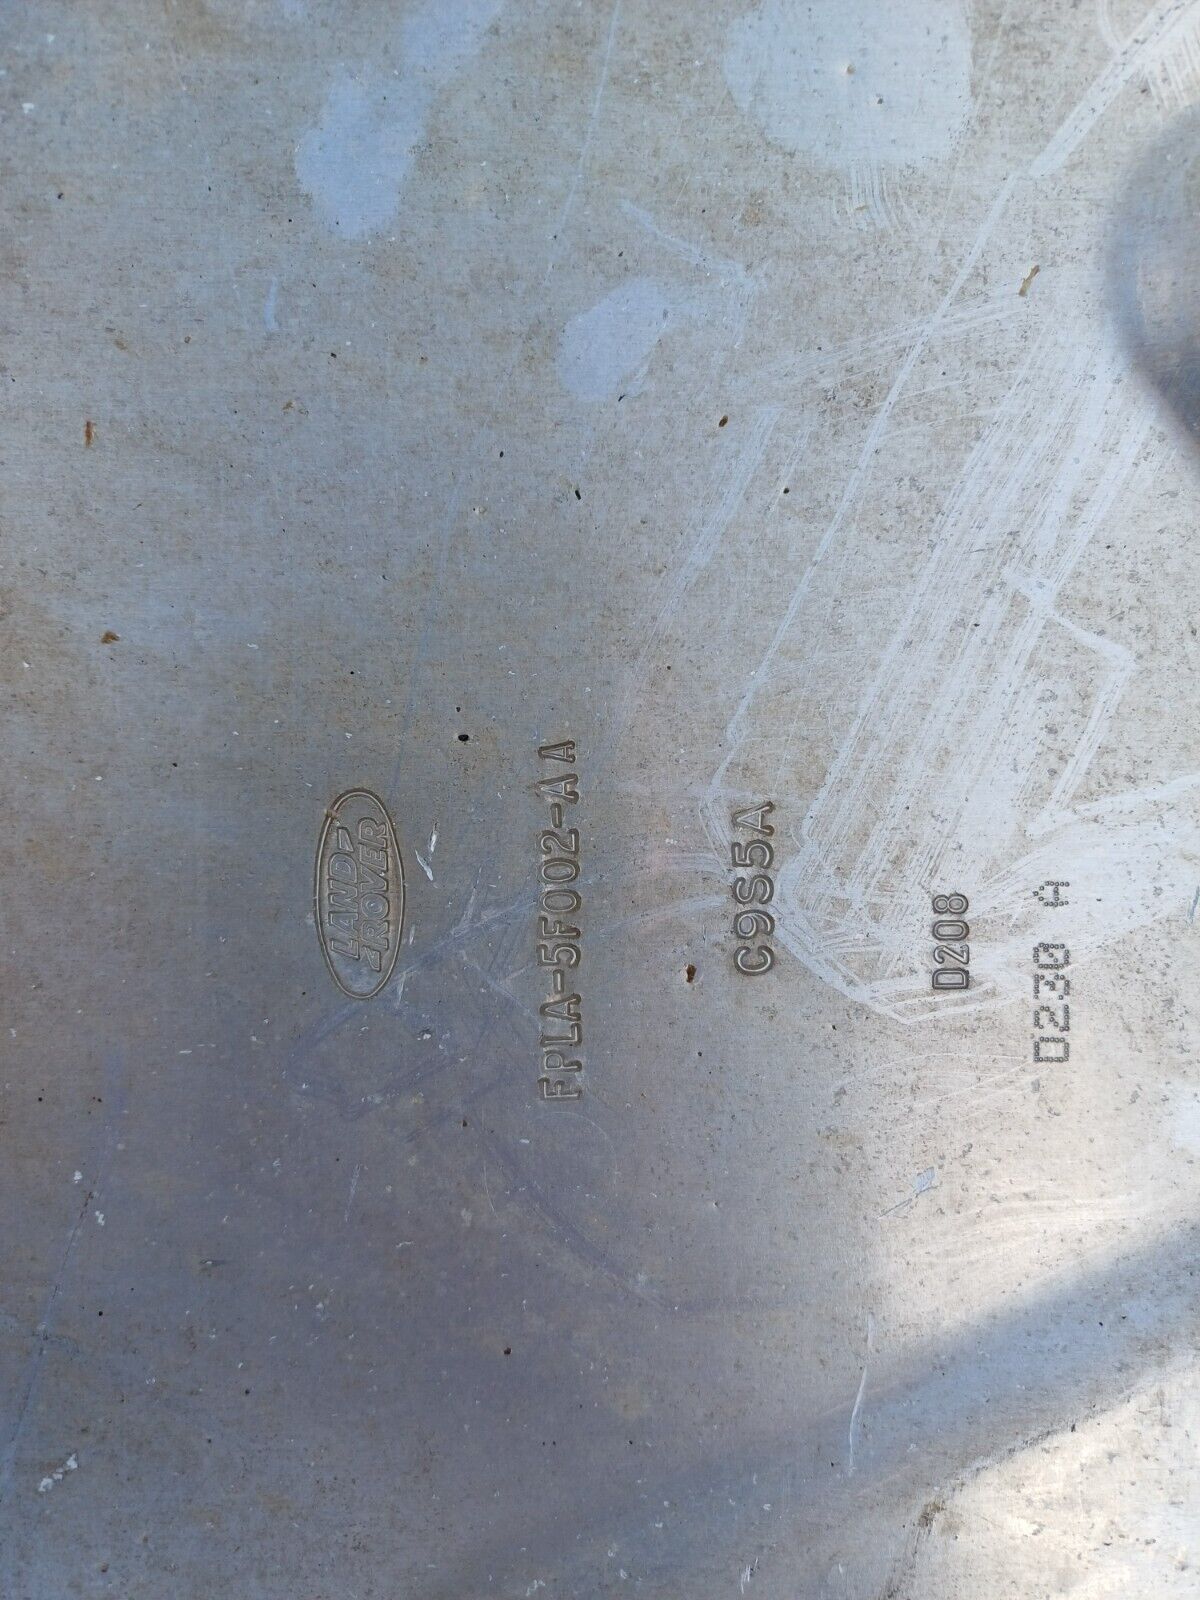 LAND
ROVER
FPLA-5F002-AA
C9S5A
D208
D230 A